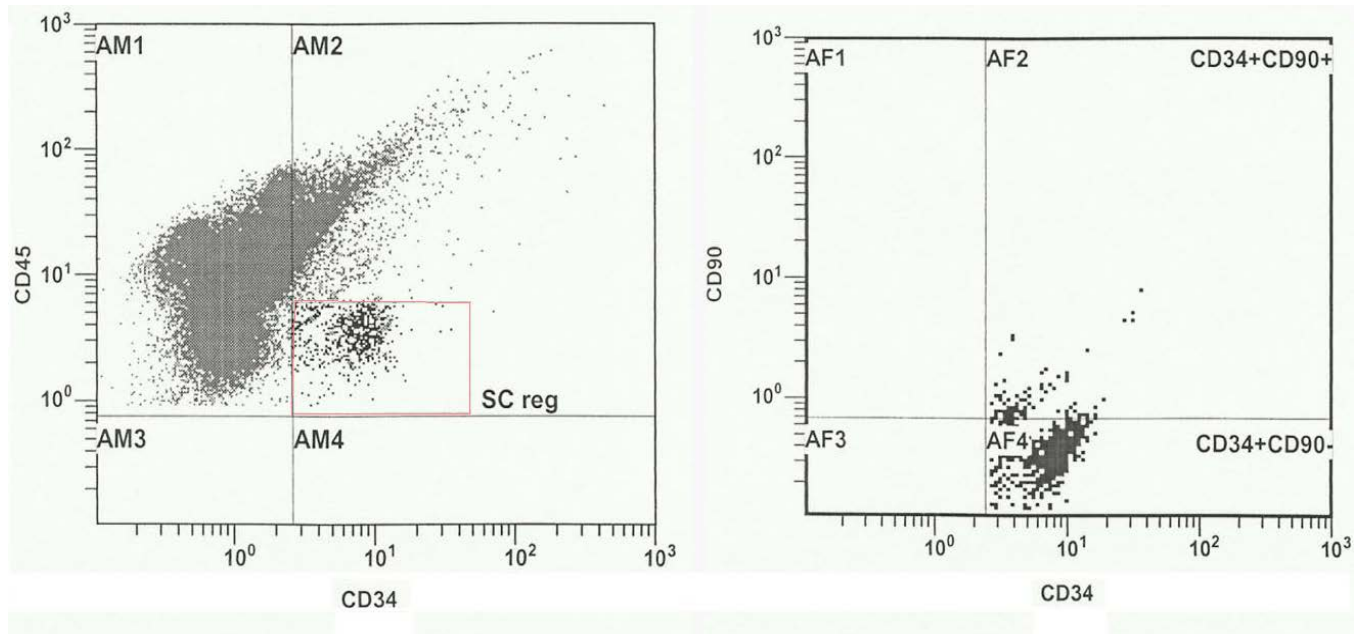 10³
AM1
AM2
10²
CD45
10¹
10⁰
SC reg
AM3
AM4
10⁰
10¹
10²
10³
CD34
10³
AF1
AF2
CD34+CD90+
10²
CD90
10¹
10⁰
AF3
AF4
CD34+CD90-
10⁰
10¹
10²
10³
CD34